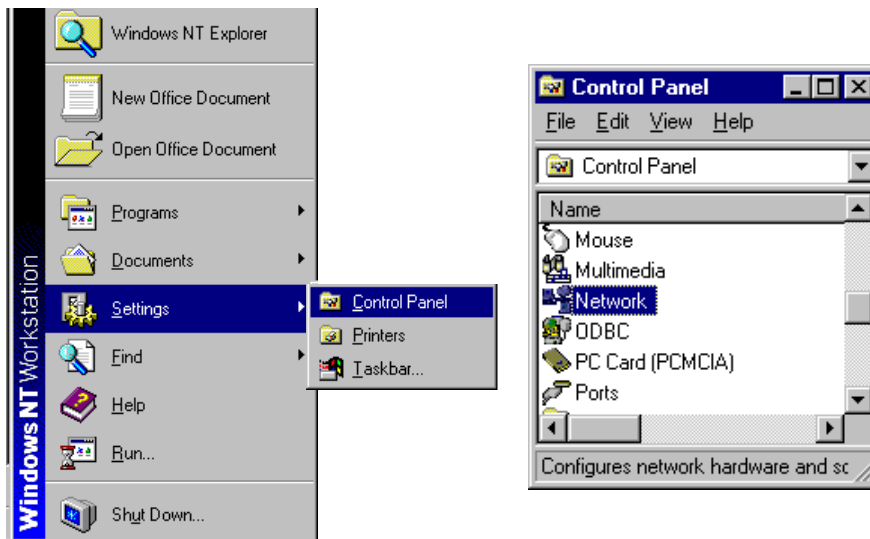 Windows NT Explorer
New Office Document
Open Office Document
Programs
Documents
Settings
Find
Help
Run...
Shut Down...
Windows NT Workstation
Control Panel
Printers
Taskbar...
Control Panel
File Edit View Help
Control Panel
Name
Mouse
Multimedia
Network
ODBC
PC Card (PCMCIA)
Ports
Configures network hardware and sc